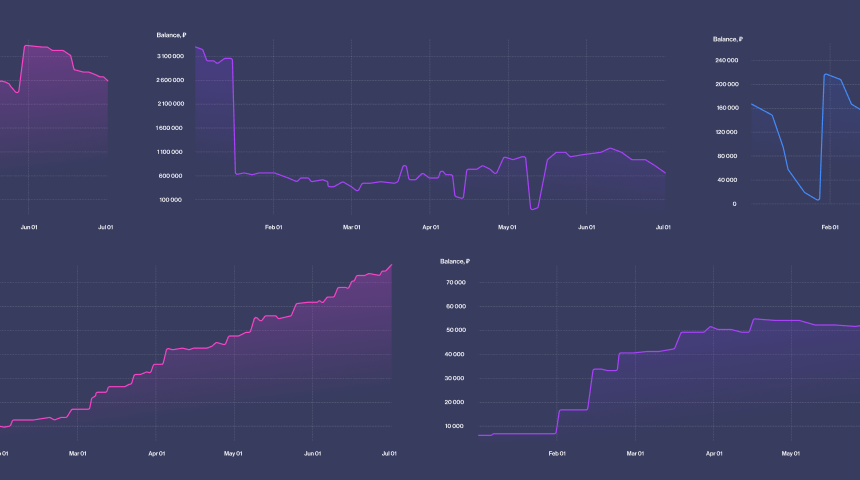 Balance, ₽
Balance, ₽
3 100 000
2 600 000
2 100 000
1 600 000
1 100 000
600 000
100 000
240 000
200 000
160 000
120 000
80 000
40 000
0
Jun 01
Jul 01
Feb 01
Mar 01
Apr 01
May 01
Jun 01
Jul 01
Feb 01
Balance, ₽
70 000
60 000
50 000
40 000
30 000
20 000
10 000
01
Mar 01
Apr 01
May 01
Jun 01
Jul 01
Feb 01
Mar 01
Apr 01
May 01